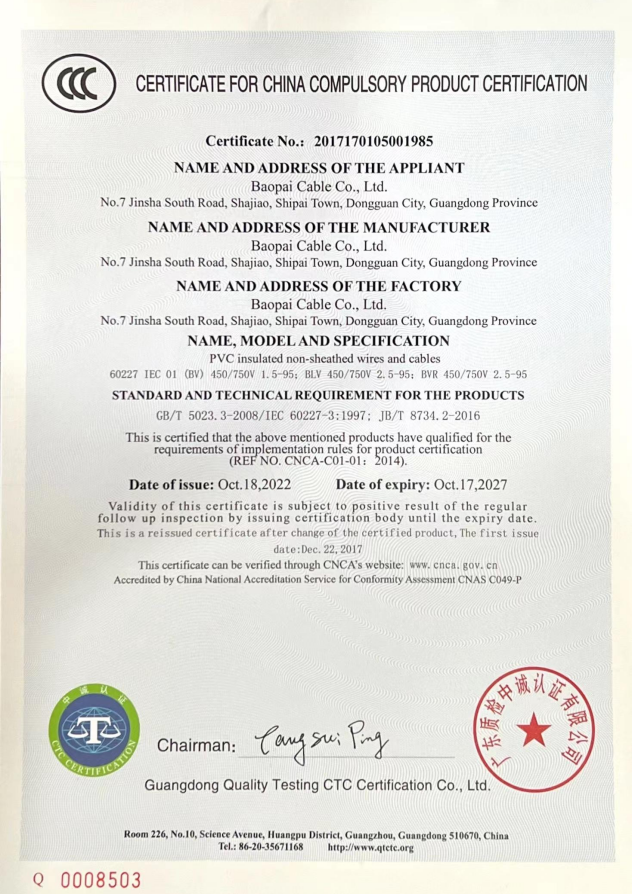 CCC
CERTIFICATE FOR CHINA COMPULSORY PRODUCT CERTIFICATION
Certificate No.: 2017170105001985
NAME AND ADDRESS OF THE APPLIANT
Baopai Cable Co., Ltd.
No.7 Jinsha South Road, Shajiao, Shipai Town, Dongguan City, Guangdong Province
NAME AND ADDRESS OF THE MANUFACTURER
Baopai Cable Co., Ltd.
No.7 Jinsha South Road, Shajiao, Shipai Town, Dongguan City, Guangdong Province
NAME AND ADDRESS OF THE FACTORY
Baopai Cable Co., Ltd.
No.7 Jinsha South Road, Shajiao, Shipai Town, Dongguan City, Guangdong Province
NAME, MODEL AND SPECIFICATION
PVC insulated non-sheathed wires and cables
60227 IEC 01 (BV) 450/750V 1.5-95; BLV 450/750V 2.5-95; BVR 450/750V 2.5-95
STANDARD AND TECHNICAL REQUIREMENT FOR THE PRODUCTS
GB/T 5023.3-2008/IEC 60227-3:1997; JB/T 8734.2-2016
This is certified that the above mentioned products have qualified for the
requirements of implementation rules for product certification
(REF NO. CNCA-C01-01: 2014).
Date of issue: Oct.18,2022 Date of expiry: Oct.17,2027
Validity of this certificate is subject to positive result of the regular
follow up inspection by issuing certification body until the expiry date.
This is a reissued certificate after change of the certified product, The first issue
date:Dec. 22, 2017
This certificate can be verified through CNCA's website: www.cnca.gov.cn
Accredited by China National Accreditation Service for Conformity Assessment CNAS C049-P
中诚认证
CTC CERTIFICATION
Chairman: Tang Sui Ping
广东质检中诚认证有限公司
Guangdong Quality Testing CTC Certification Co., Ltd.
Room 226, No.10, Science Avenue, Huangpu District, Guangzhou, Guangdong 510670, China
Tel.: 86-20-35671168 http://www.qtctc.org
Q 0008503